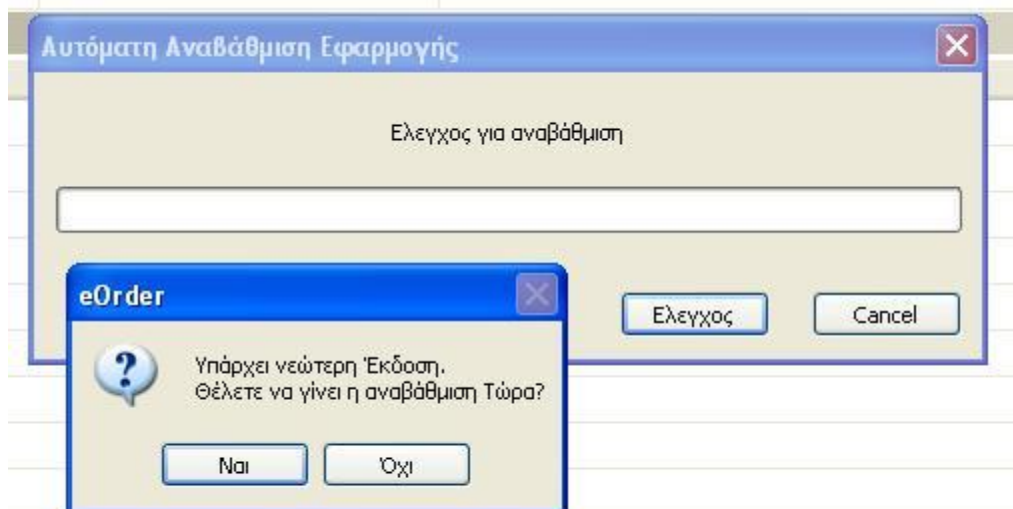 Αυτόματη Αναβάθμιση Εφαρμογής
Ελεγχος για αναβάθμιση
Ελεγχος
Cancel
eOrder
Υπάρχει νεώτερη Έκδοση.
Θέλετε να γίνει η αναβάθμιση Τώρα?
Ναι
Όχι